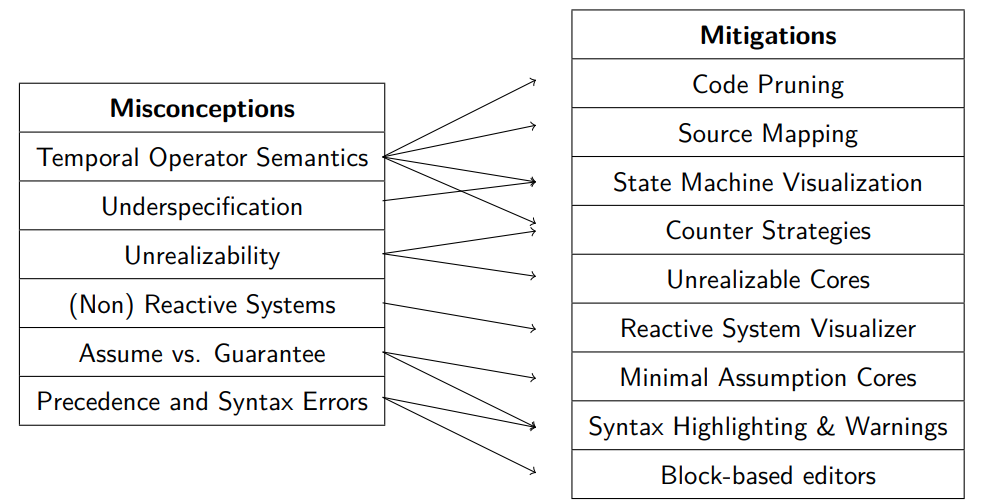 Misconceptions
Temporal Operator Semantics
Underspecification
Unrealizability
(Non) Reactive Systems
Assume vs. Guarantee
Precedence and Syntax Errors
Mitigations
Code Pruning
Source Mapping
State Machine Visualization
Counter Strategies
Unrealizable Cores
Reactive System Visualizer
Minimal Assumption Cores
Syntax Highlighting & Warnings
Block-based editors